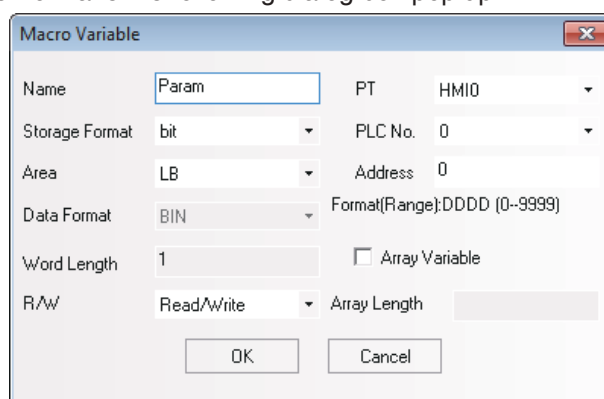 Macro Variable
Name Param PT HMI0
Storage Format bit PLC No. 0
Area LB Address 0
Data Format BIN Format(Range):DDDD (0--9999)
Word Length 1 Array Variable
R/W Read/Write Array Length
OK Cancel